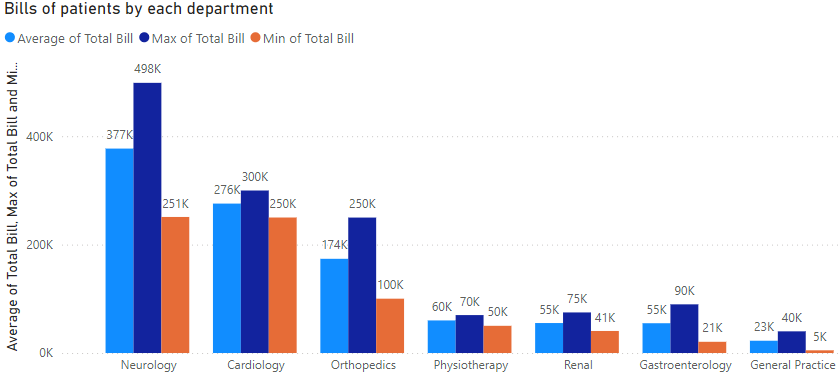 Bills of patients by each department
Average of Total Bill Max of Total Bill Min of Total Bill
Average of Total Bill, Max of Total Bill and Mi...
400K
200K
0K
377K 498K 251K
276K 300K 250K
174K 250K 100K
60K 70K 50K
55K 75K 41K
55K 90K 21K
23K 40K 5K
Neurology Cardiology Orthopedics Physiotherapy Renal Gastroenterology General Practice